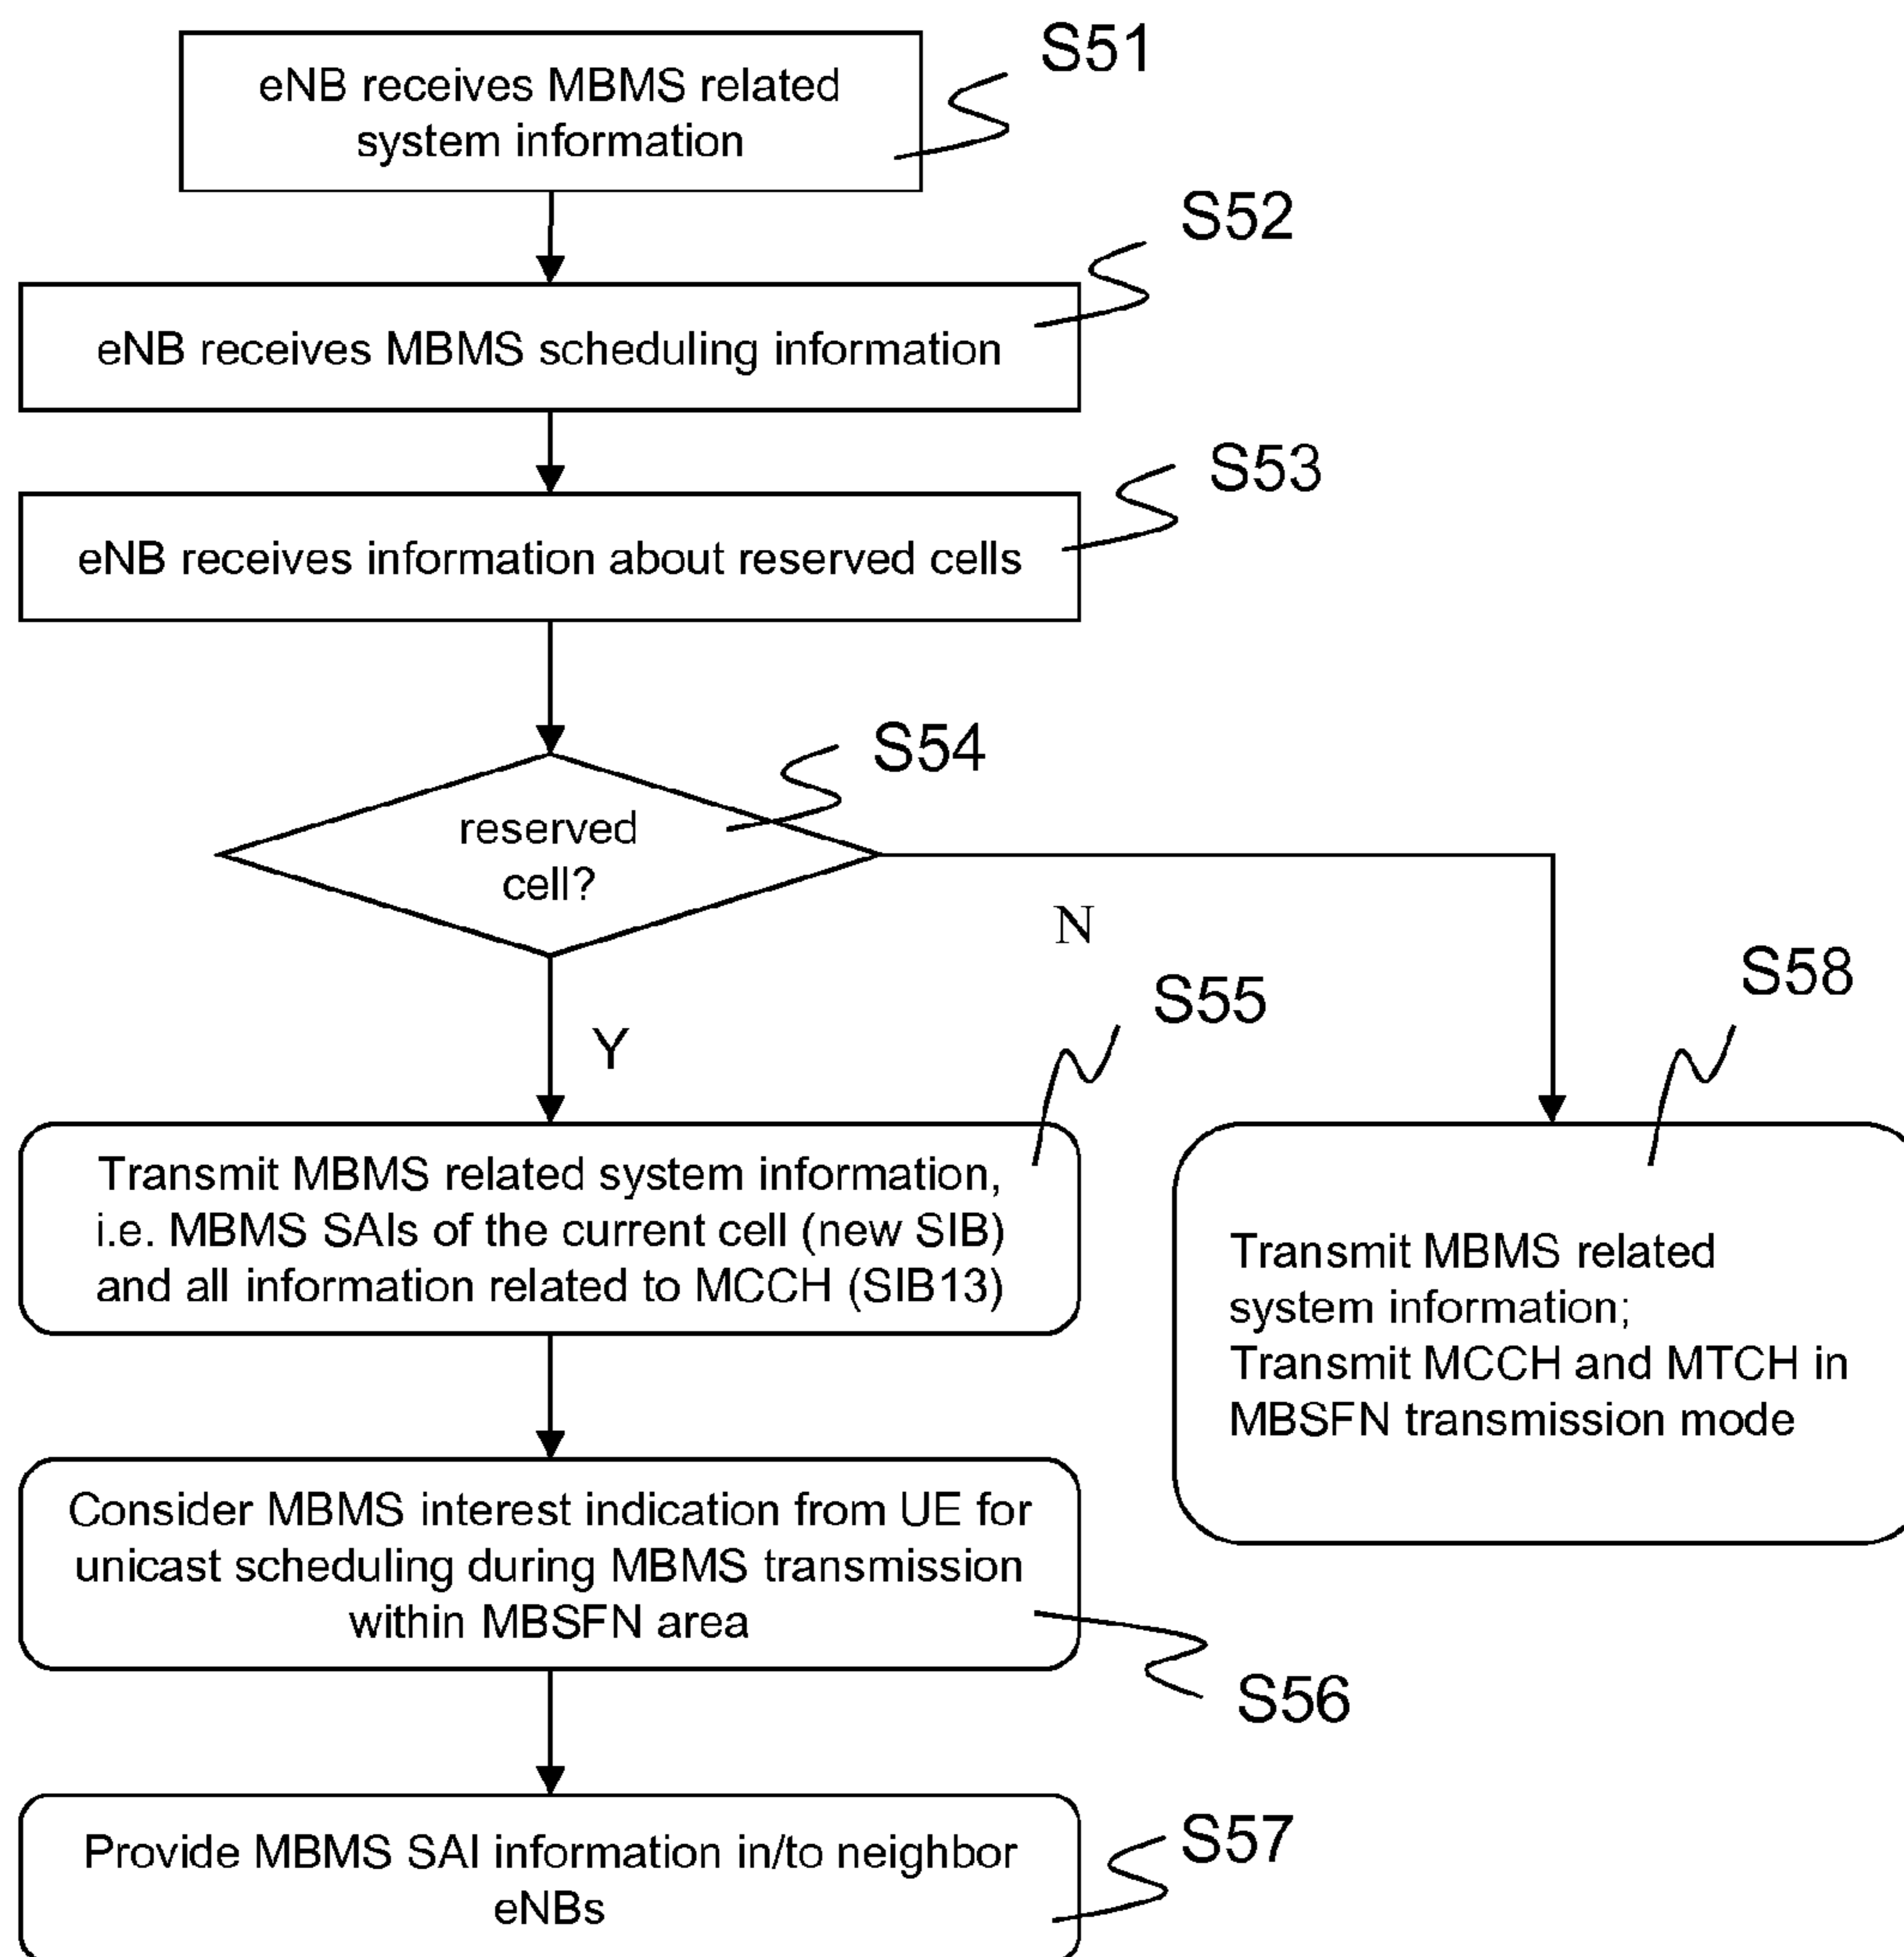 eNB receives MBMS related
system information
S51
S52
eNB receives MBMS scheduling information
S53
eNB receives information about reserved cells
S54
reserved
cell?
N
Y
S55
S58
Transmit MBMS related system information,
i.e. MBMS SAIs of the current cell (new SIB)
and all information related to MCCH (SIB13)
Transmit MBMS related
system information;
Transmit MCCH and MTCH in
MBSFN transmission mode
Consider MBMS interest indication from UE for
unicast scheduling during MBMS transmission
within MBSFN area
S56
S57
Provide MBMS SAI information in/to neighbor
eNBs